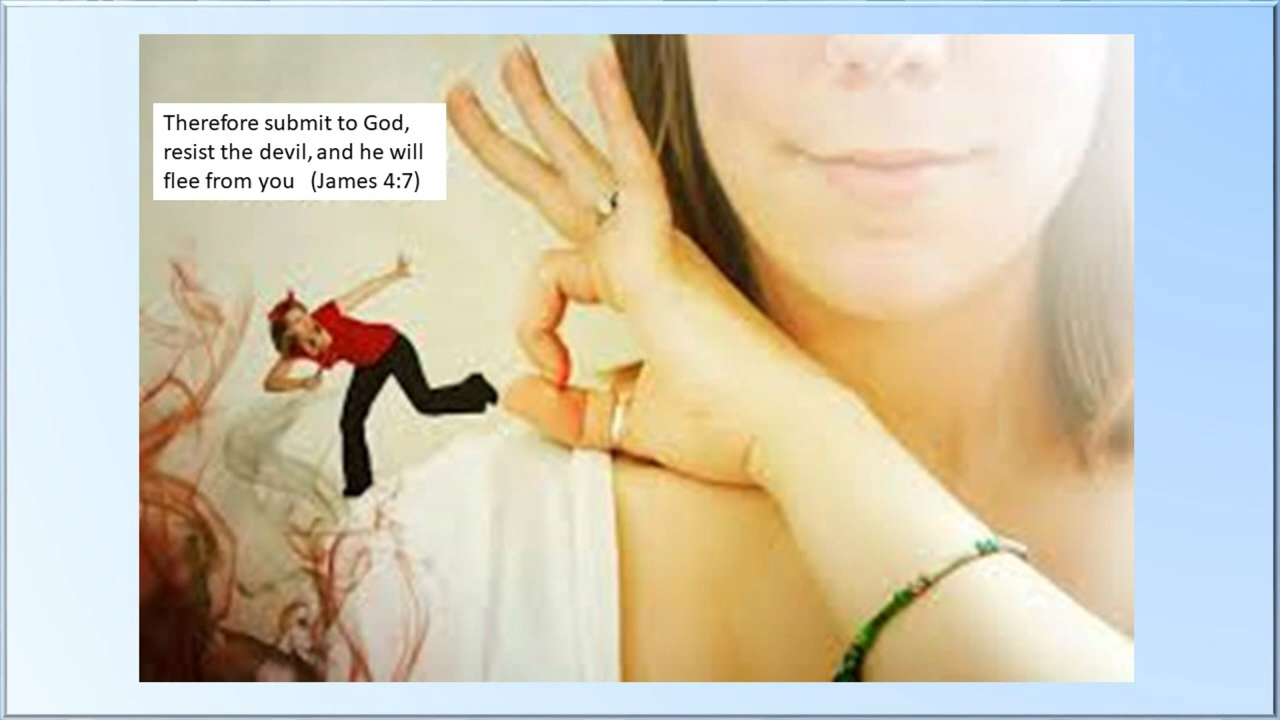 Therefore submit to God,
resist the devil, and he will
flee from you (James 4:7)